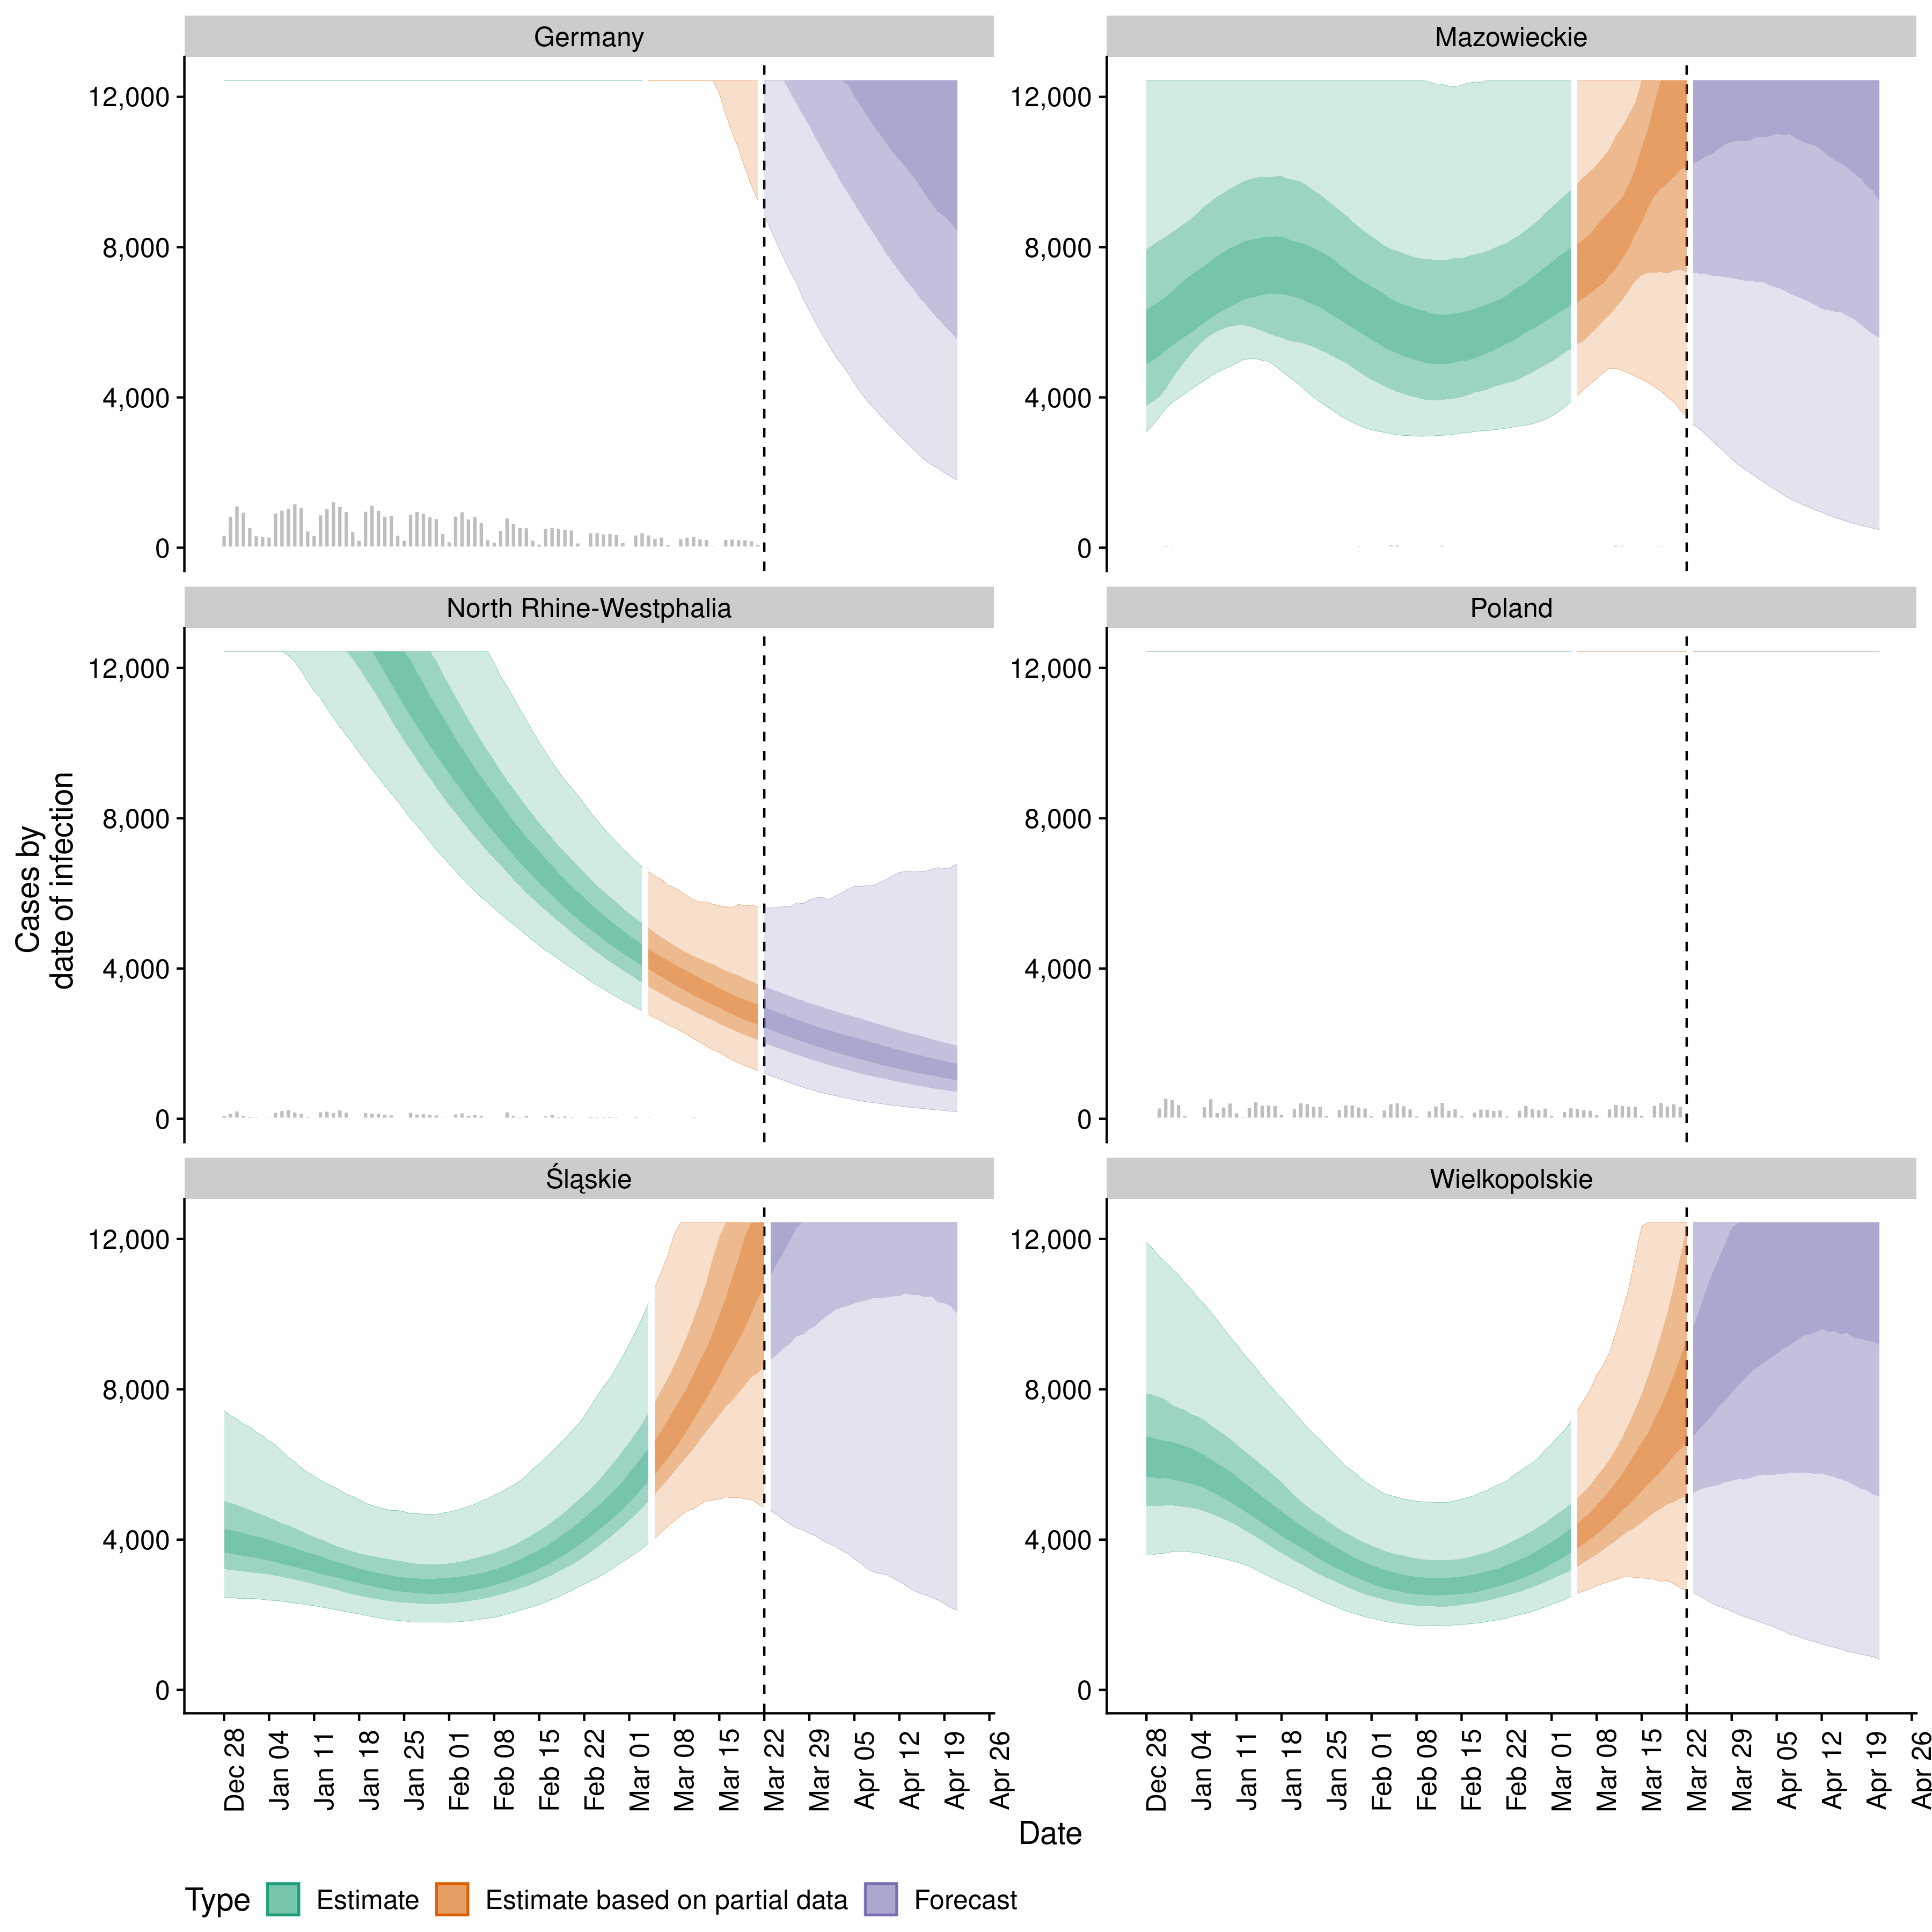 Germany
Mazowieckie
12,000
8,000
4,000
0
12,000
8,000
4,000
0
North Rhine-Westphalia
Poland
12,000
8,000
4,000
0
12,000
8,000
4,000
0
Cases by
date of infection
Śląskie
Wielkopolskie
12,000
8,000
4,000
0
12,000
8,000
4,000
0
Dec 28
Jan 04
Jan 11
Jan 18
Jan 25
Feb 01
Feb 08
Feb 15
Feb 22
Mar 01
Mar 08
Mar 15
Mar 22
Mar 29
Apr 05
Apr 12
Apr 19
Apr 26
Dec 28
Jan 04
Jan 11
Jan 18
Jan 25
Feb 01
Feb 08
Feb 15
Feb 22
Mar 01
Mar 08
Mar 15
Mar 22
Mar 29
Apr 05
Apr 12
Apr 19
Apr 26
Date
Type Estimate Estimate based on partial data Forecast